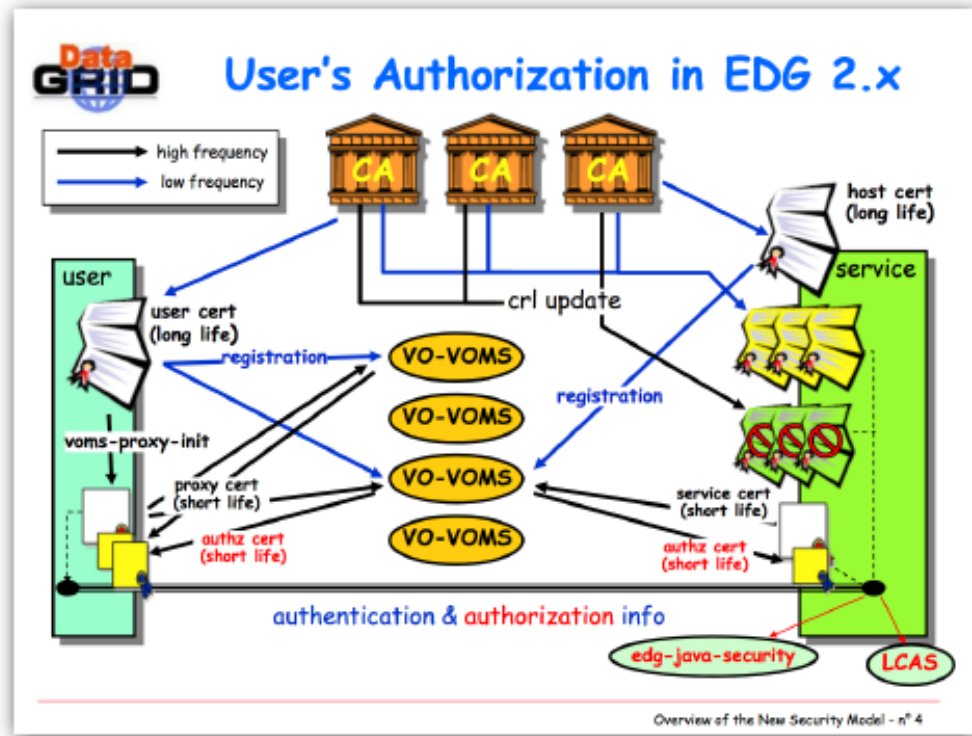 Data
GRID
User's Authorization in EDG 2.x
high frequency
low frequency
CA
CA
CA
host cert
(long life)
user
service
user cert
(long life)
crl update
registration
VO-VOMS
registration
VO-VOMS
voms-proxy-init
VO-VOMS
proxy cert
(short life)
service cert
(short life)
authz cert
(short life)
VO-VOMS
authz cert
(short life)
authentication & authorization info
edg-java-security
LCAS
Overview of the New Security Model - n° 4